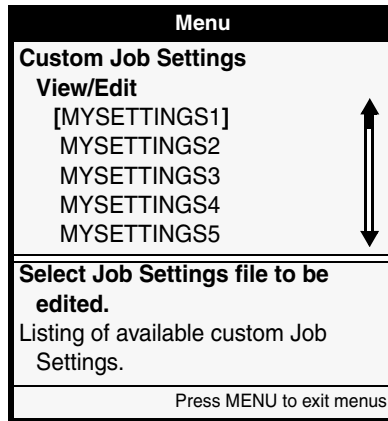 Menu
Custom Job Settings
View/Edit
[MYSETTINGS1]
MYSETTINGS2
MYSETTINGS3
MYSETTINGS4
MYSETTINGS5
Select Job Settings file to be
edited.
Listing of available custom Job
Settings.
Press MENU to exit menus